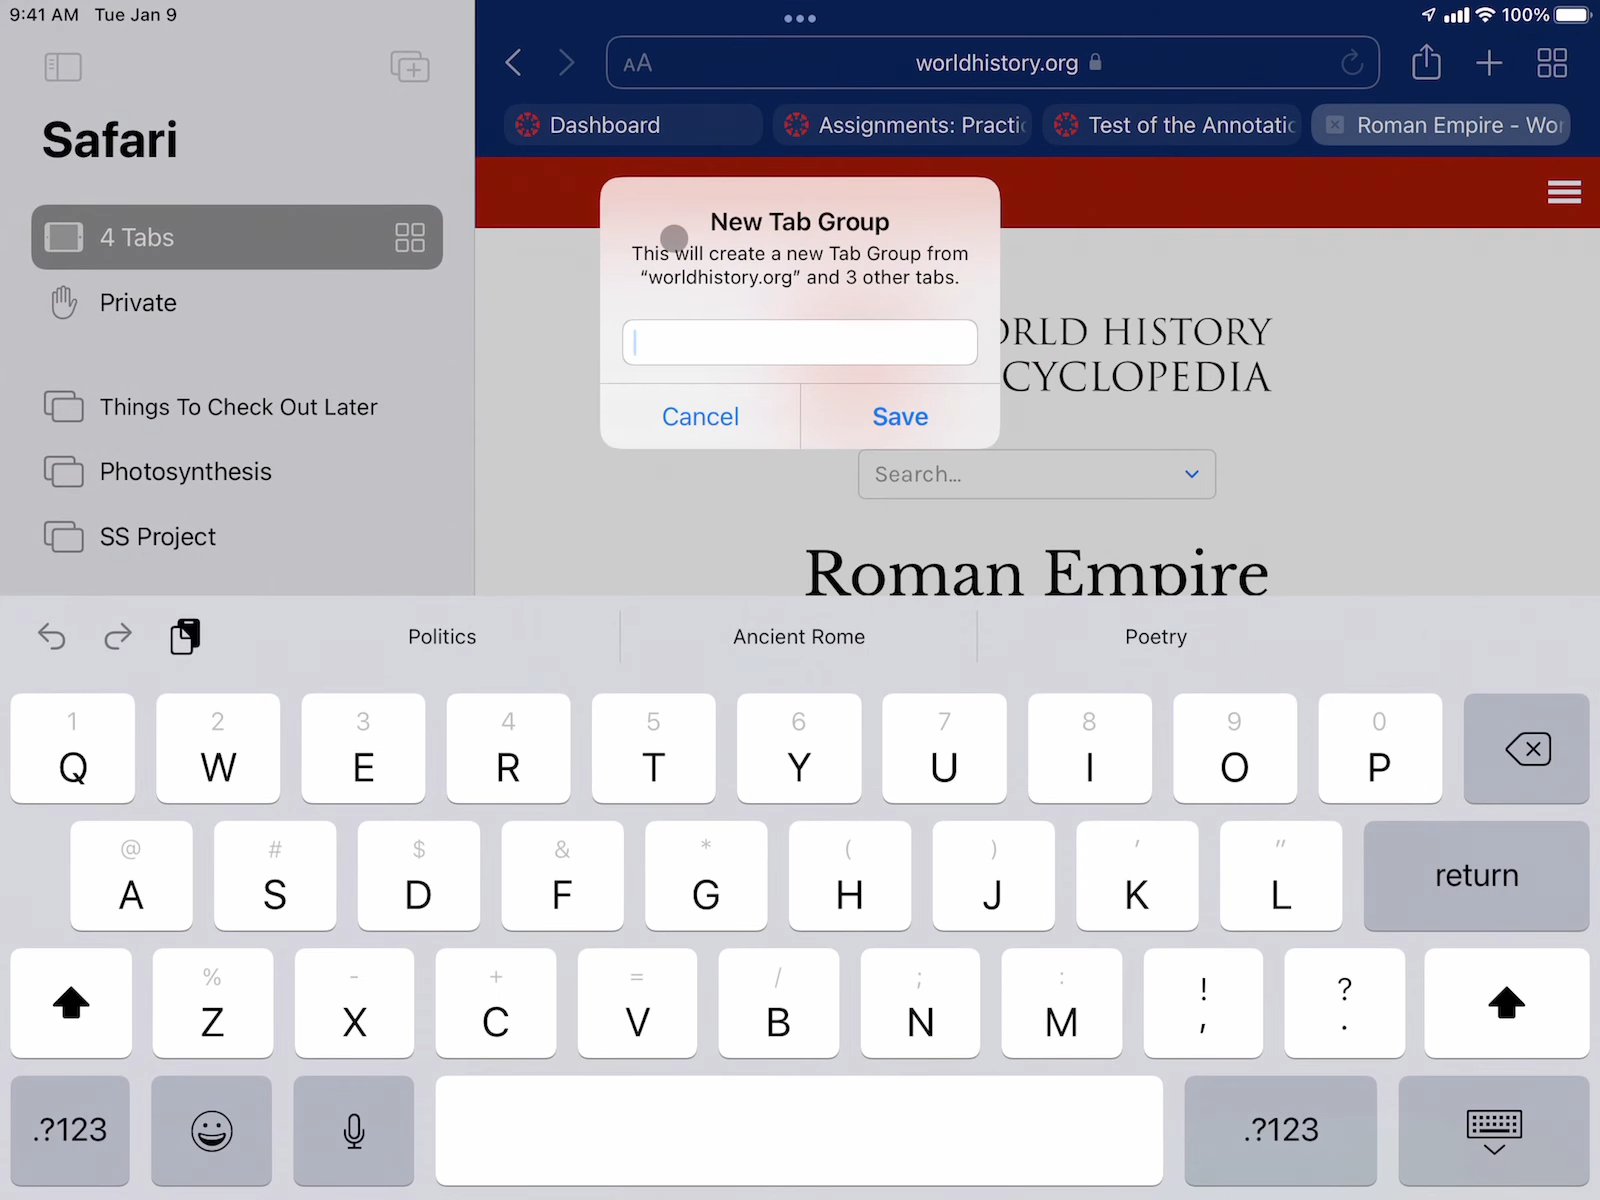 9:41 AM Tue Jan 9
100%
Safari
4 Tabs
Private
Things To Check Out Later
Photosynthesis
SS Project
AA
worldhistory.org
Dashboard
Assignments: Practic
Test of the Annotatic
Roman Empire - Wor
New Tab Group
This will create a new Tab Group from
“worldhistory.org” and 3 other tabs.
Cancel
Save
ORLD HISTORY
CYCLOPEDIA
Search...
Roman Empire
Politics
Ancient Rome
Poetry
1 2 3 4 5 6 7 8 9 0
Q W E R T Y U I O P
@ # $ & * ( ) ' "
A S D F G H J K L
return
% - + = / ; : ! ?
Z X C V B N M , .
.?123
.?123